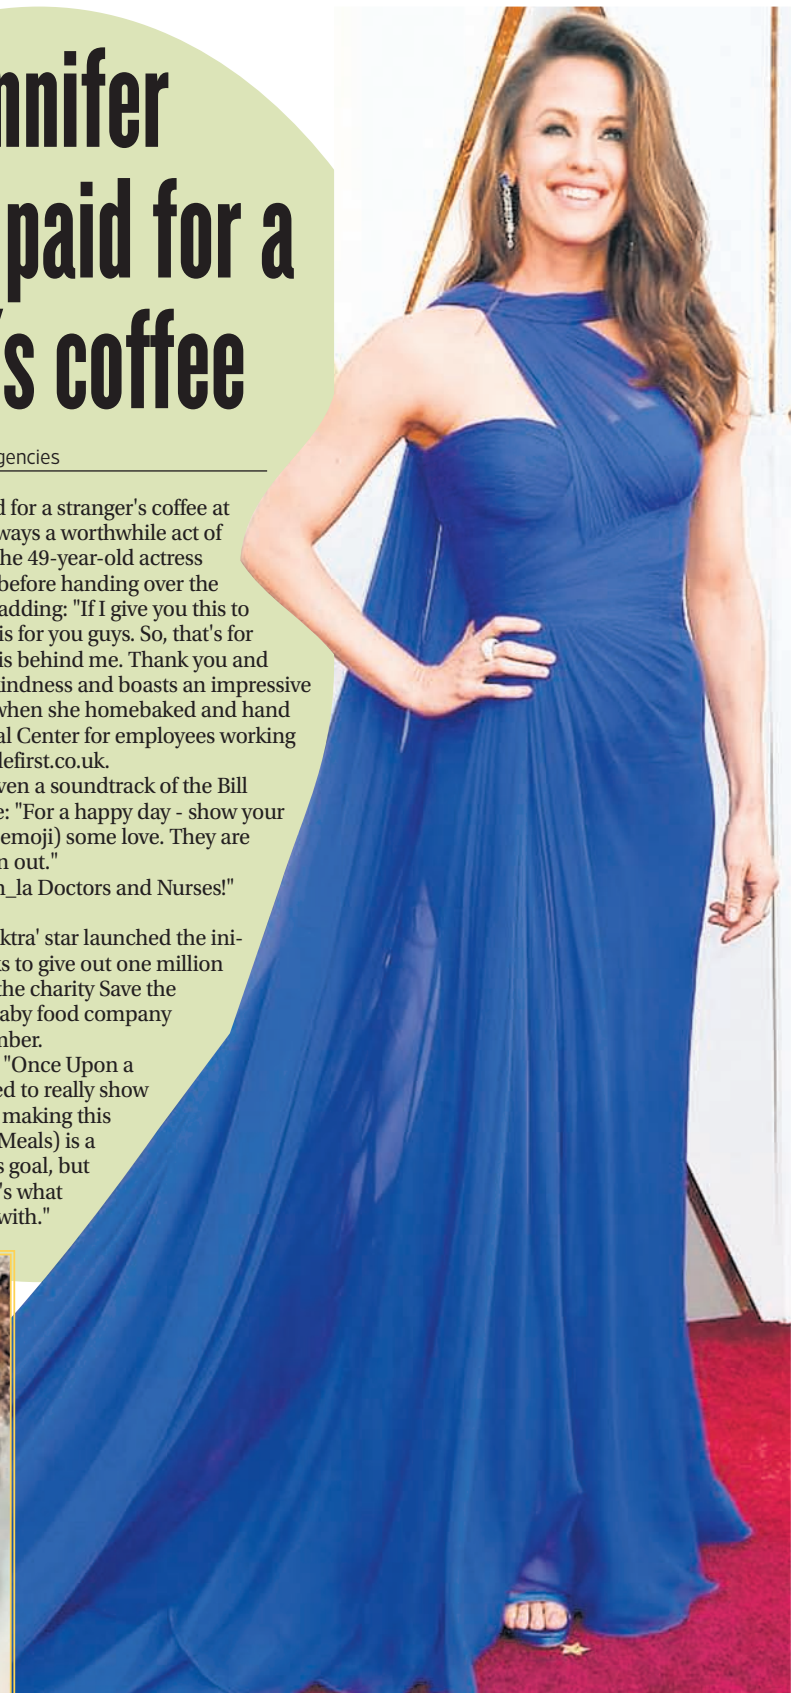 nnifer
paid for a
's coffee
gencies
d for a stranger's coffee at
ways a worthwhile act of
he 49-year-old actress
before handing over the
adding: "If I give you this to
is for you guys. So, that's for
is behind me. Thank you and
indness and boasts an impressive
when she homebaked and hand
al Center for employees working
lefirst.co.uk.
ven a soundtrack of the Bill
e: "For a happy day - show your
emoji) some love. They are
n out."
n_la Doctors and Nurses!"
ktra' star launched the ini-
ks to give out one million
the charity Save the
aby food company
mber.
"Once Upon a
ed to really show
making this
Meals) is a
s goal, but
's what
with."